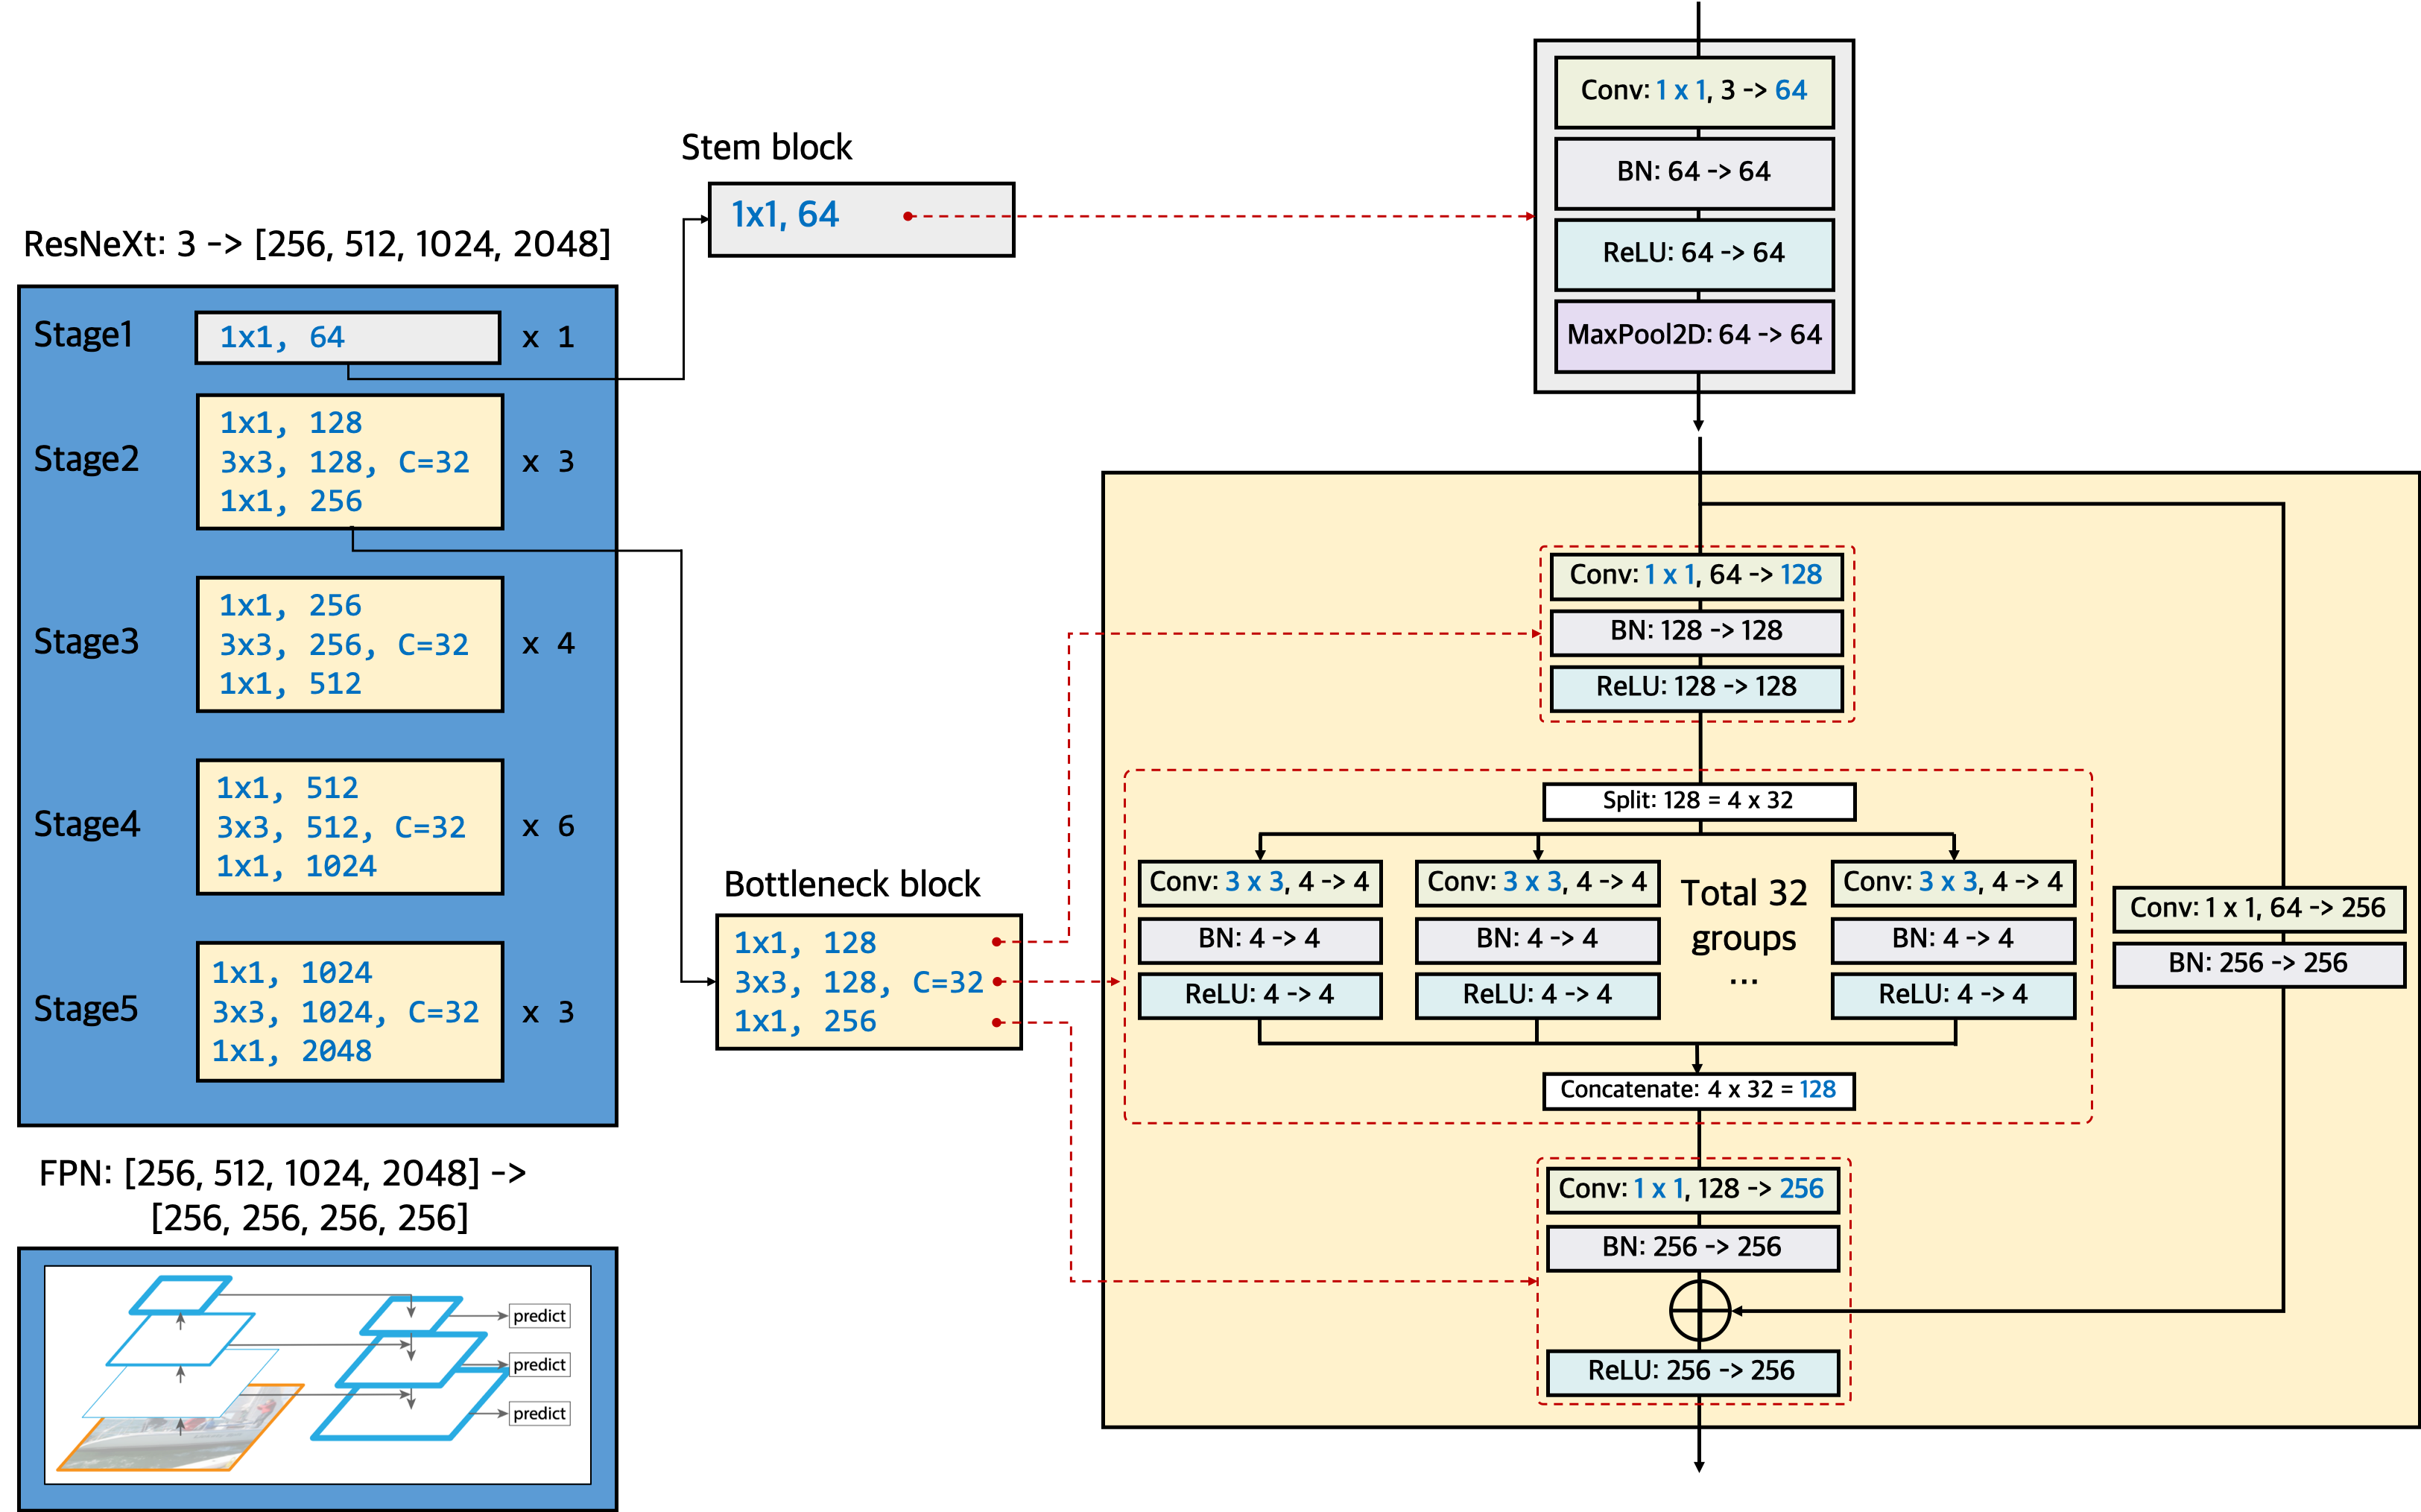 ResNeXt: 3 -> [256, 512, 1024, 2048]
Stage1
1x1, 64
x 1
Stage2
1x1, 128
3x3, 128, C=32
1x1, 256
x 3
Stage3
1x1, 256
3x3, 256, C=32
1x1, 512
x 4
Stage4
1x1, 512
3x3, 512, C=32
1x1, 1024
x 6
Stage5
1x1, 1024
3x3, 1024, C=32
1x1, 2048
x 3
FPN: [256, 512, 1024, 2048] ->
[256, 256, 256, 256]
predict
predict
predict
Stem block
1x1, 64
Bottleneck block
1x1, 128
3x3, 128, C=32
1x1, 256
Conv: 1 x 1, 3 -> 64
BN: 64 -> 64
ReLU: 64 -> 64
MaxPool2D: 64 -> 64
Conv: 1 x 1, 64 -> 128
BN: 128 -> 128
ReLU: 128 -> 128
Split: 128 = 4 x 32
Conv: 3 x 3, 4 -> 4
BN: 4 -> 4
ReLU: 4 -> 4
Conv: 3 x 3, 4 -> 4
BN: 4 -> 4
ReLU: 4 -> 4
Total 32
groups
...
Conv: 3 x 3, 4 -> 4
BN: 4 -> 4
ReLU: 4 -> 4
Concatenate: 4 x 32 = 128
Conv: 1 x 1, 128 -> 256
BN: 256 -> 256
ReLU: 256 -> 256
Conv: 1 x 1, 64 -> 256
BN: 256 -> 256